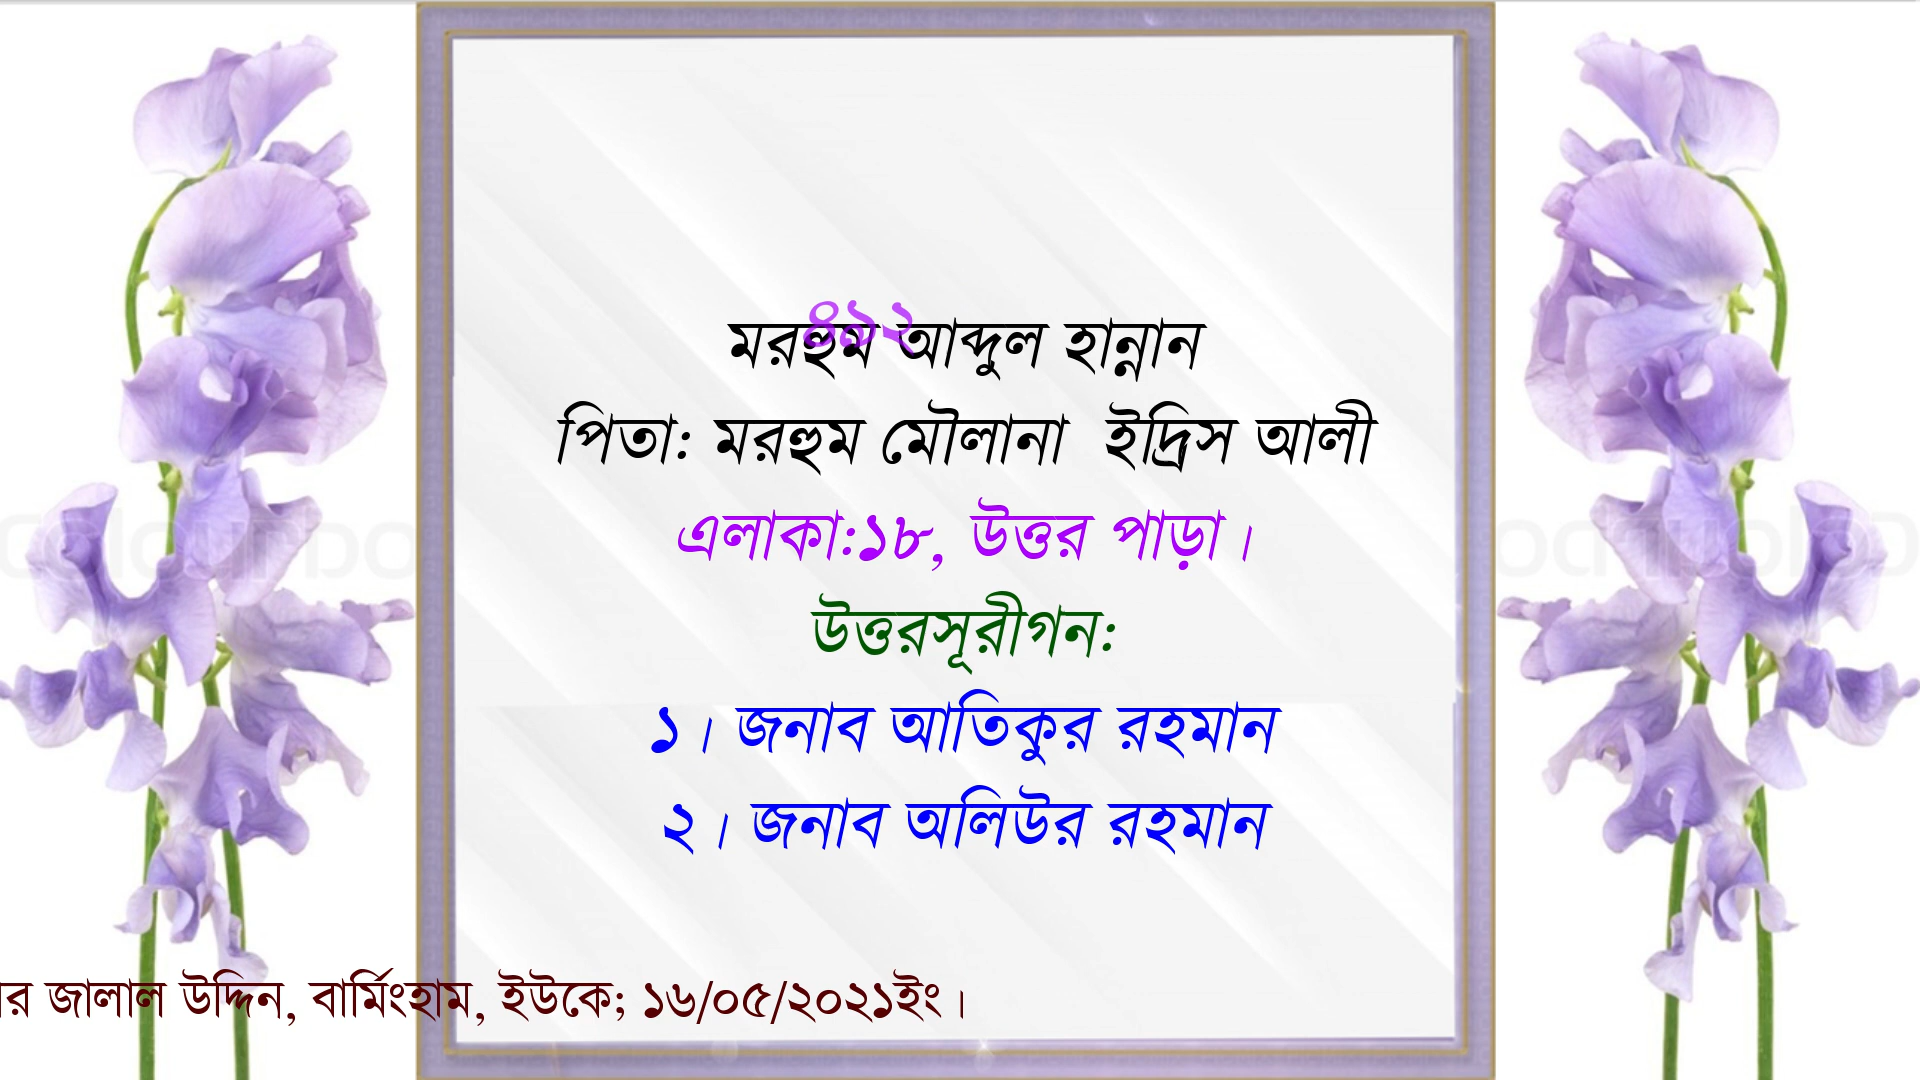 ৪৯২
মরহুম আব্দুল হান্নান
পিতা: মরহুম মৌলানা ইদ্রিস আলী
এলাকা:১৮, উত্তর পাড়া।
উত্তরসূরীগন:
১। জনাব আতিকুর রহমান
২। জনাব অলিউর রহমান
জালাল উদ্দিন, বার্মিংহাম, ইউকে; ১৬/০৫/২০২১ইং।